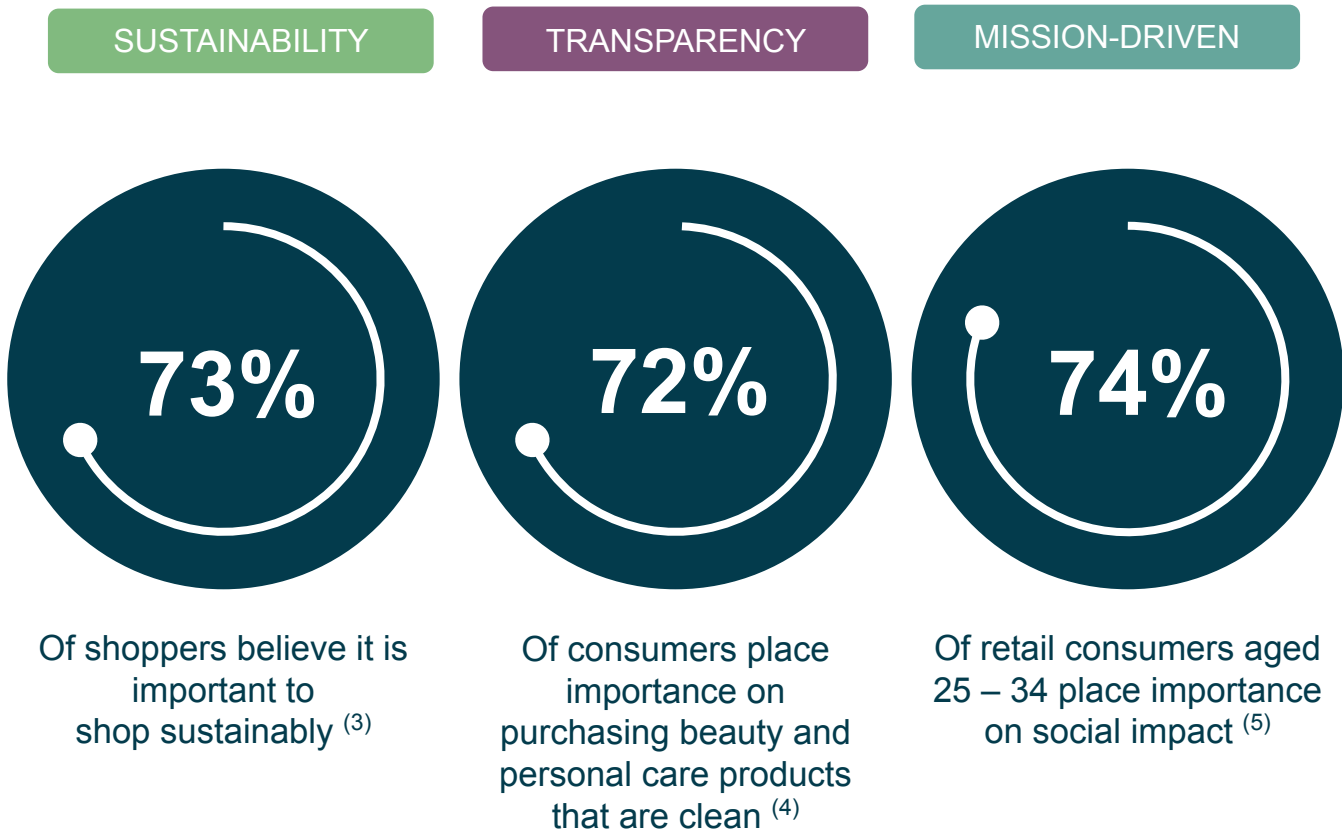 SUSTAINABILITY
TRANSPARENCY
MISSION-DRIVEN
73%
72%
74%
Of shoppers believe it is
important to
shop sustainably (3)
Of consumers place
importance on
purchasing beauty and
personal care products
that are clean (4)
Of retail consumers aged
25 – 34 place importance
on social impact (5)